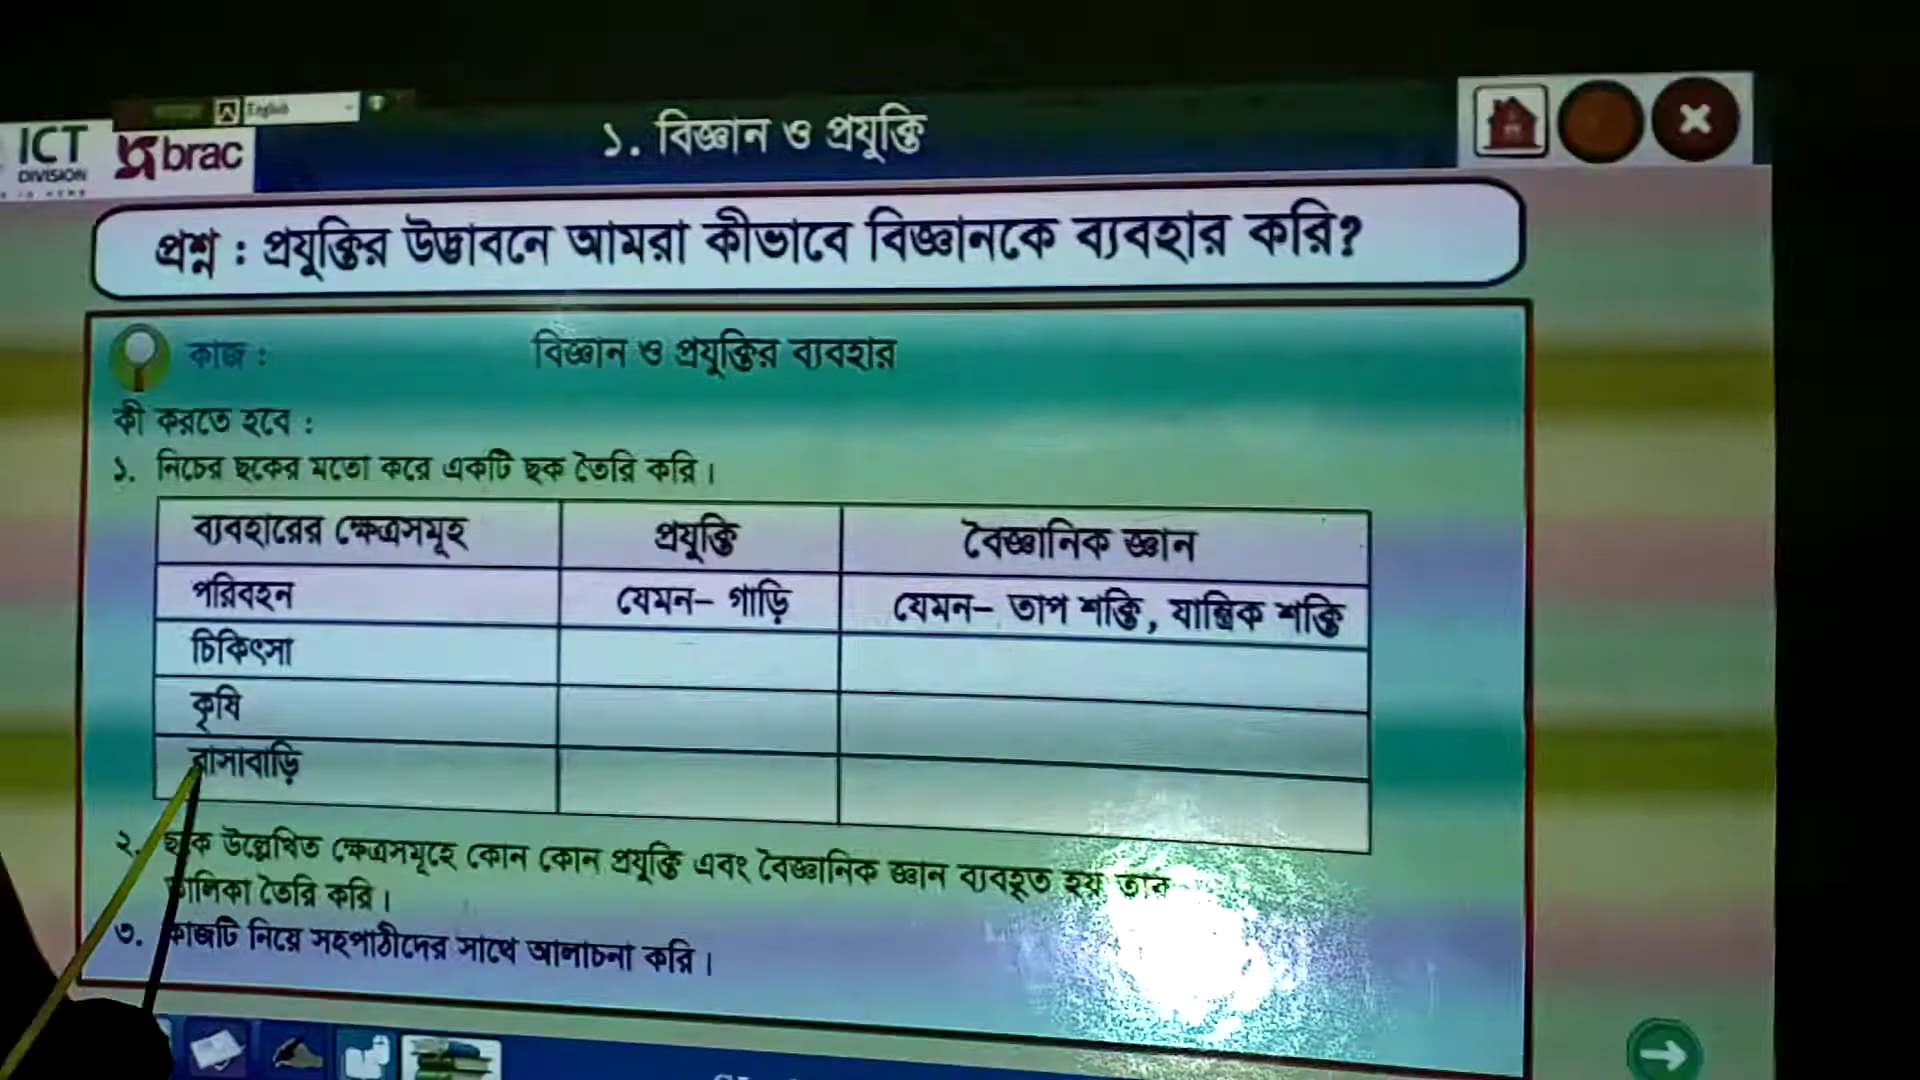 English
ICT
DIVISION
brac
১. বিজ্ঞান ও প্রযুক্তি
প্রশ্ন : প্রযুক্তির উদ্ভাবনে আমরা কীভাবে বিজ্ঞানকে ব্যবহার করি?
কাজ : বিজ্ঞান ও প্রযুক্তির ব্যবহার
কী করতে হবে :
১. নিচের ছকের মতো করে একটি ছক তৈরি করি।
ব্যবহারের ক্ষেত্রসমূহ প্রযুক্তি বৈজ্ঞানিক জ্ঞান
পরিবহন যেমন– গাড়ি যেমন– তাপ শক্তি, যান্ত্রিক শক্তি
চিকিৎসা
কৃষি
বাসাবাড়ি
২. ছকে উল্লেখিত ক্ষেত্রসমূহে কোন কোন প্রযুক্তি এবং বৈজ্ঞানিক জ্ঞান ব্যবহৃত হয় তার
তালিকা তৈরি করি।
৩. কাজটি নিয়ে সহপাঠীদের সাথে আলাচনা করি।